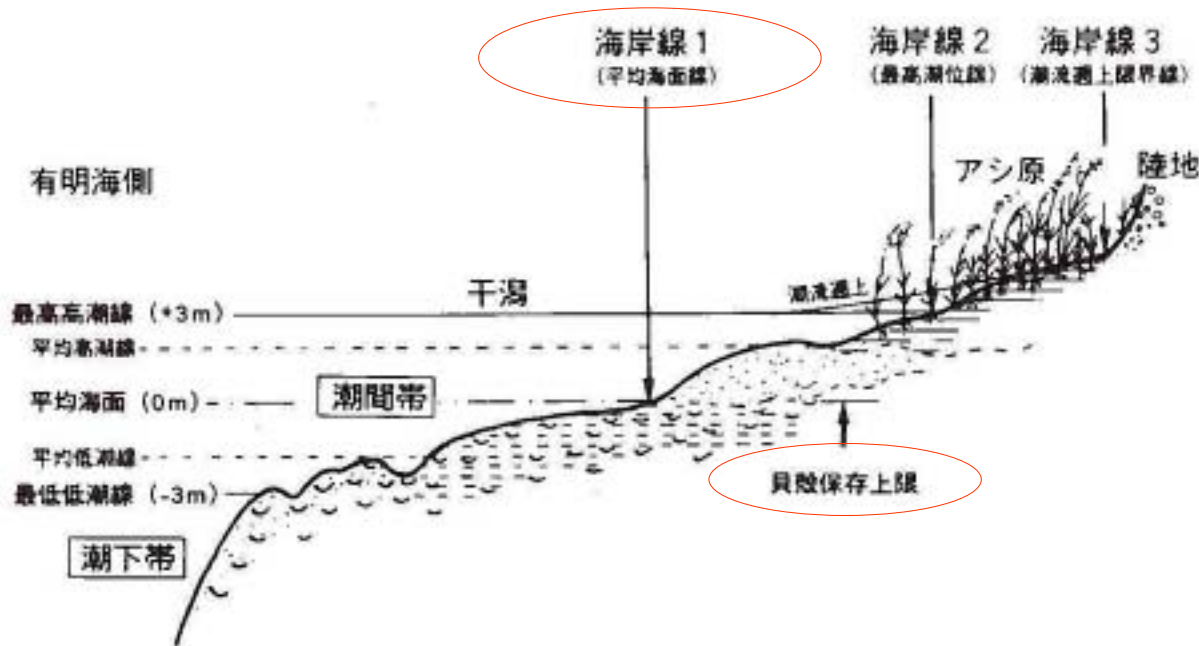 海岸線1
(平均海面線)
海岸線2
(最高潮位線)
海岸線3
(潮流遡上限界線)
有明海側
アシ原
陸地
干潟
潮流遡上
最高高潮線 (+3m)
平均高潮線
平均海面 (0m)
潮間帯
平均低潮線
貝殻保存上限
最低低潮線 (-3m)
潮下帯